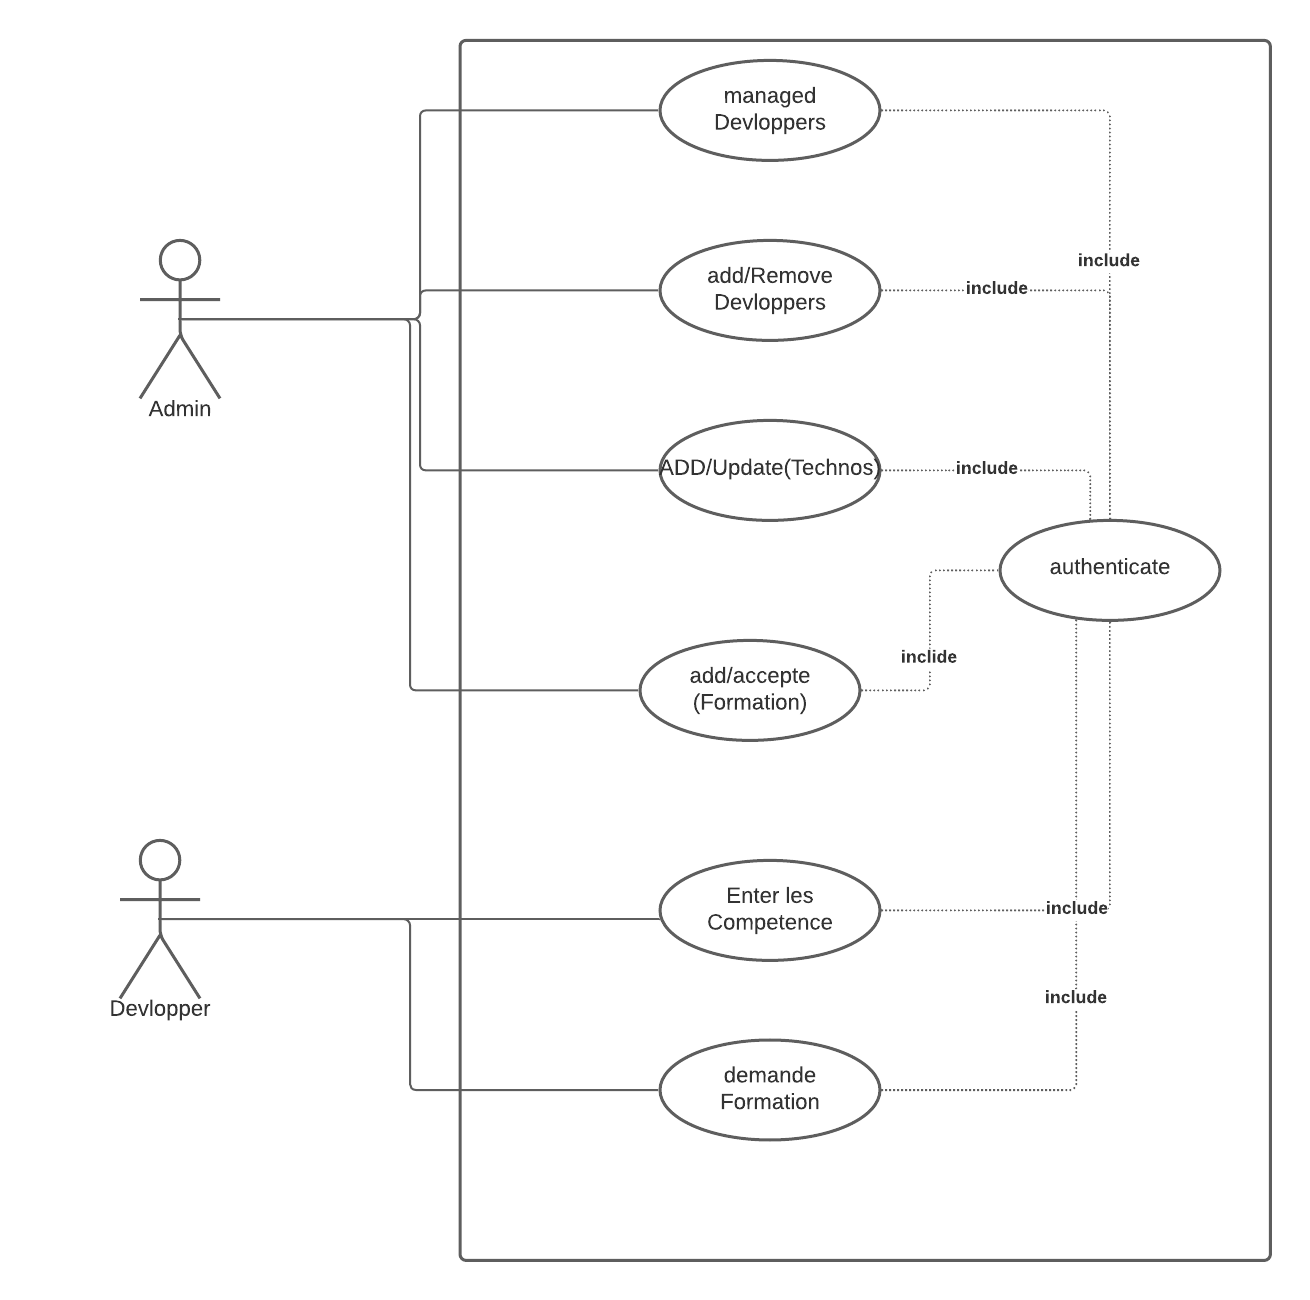 managed
Devloppers
include
add/Remove
Devloppers
include
Admin
ADD/Update(Technos)
include
authenticate
inclide
add/accepte
(Formation)
Enter les
Competence
include
Devlopper
include
demande
Formation